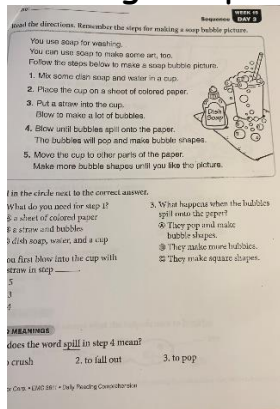 WEEK
Sequence DAY 3
Read the directions. Remember the steps for making a soap bubble picture.
You use soap for washing.
You can use soap to make some art, too.
Follow the steps below to make a soap bubble picture.
1. Mix some dish soap and water in a cup.
2. Place the cup on a sheet of colored paper.
3. Put a straw into the cup.
Blow to make a lot of bubbles.
4. Blow until bubbles spill onto the paper.
The bubbles will pop and make bubble shapes.
5. Move the cup to other parts of the paper.
Make more bubble shapes until you like the picture.
Dish
Soap
in the circle next to the correct answer.
What do you need for step 1?
a sheet of colored paper
a straw and bubbles
dish soap, water, and a cup
ou first blow into the cup with
straw in step ____.
5
3
4
3. What happens when the bubbles
spill onto the paper?
Ⓐ They pop and make
bubble shapes.
Ⓑ They make more bubbles.
Ⓒ They make square shapes.
MEANINGS
does the word spill in step 4 mean?
crush 2. to fall out 3. to pop
Corp. • EMC • Daily Reading Comprehension